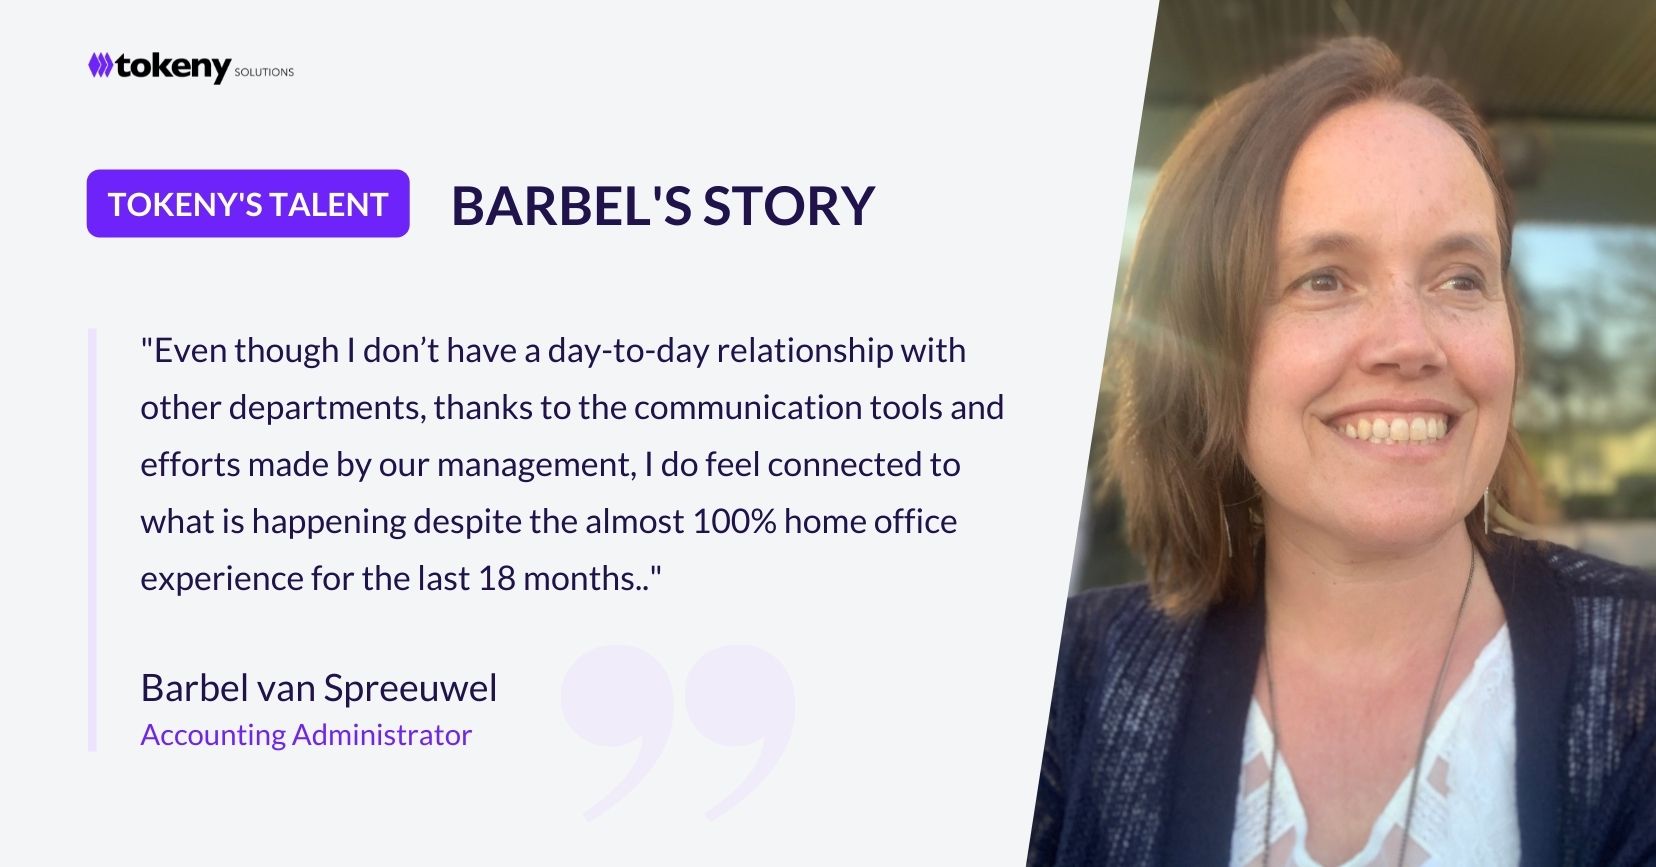 tokeny SOLUTIONS
TOKENY'S TALENT
BARBEL'S STORY
"Even though I don’t have a day-to-day relationship with
other departments, thanks to the communication tools and
efforts made by our management, I do feel connected to
what is happening despite the almost 100% home office
experience for the last 18 months.."
Barbel van Spreeuwel
Accounting Administrator